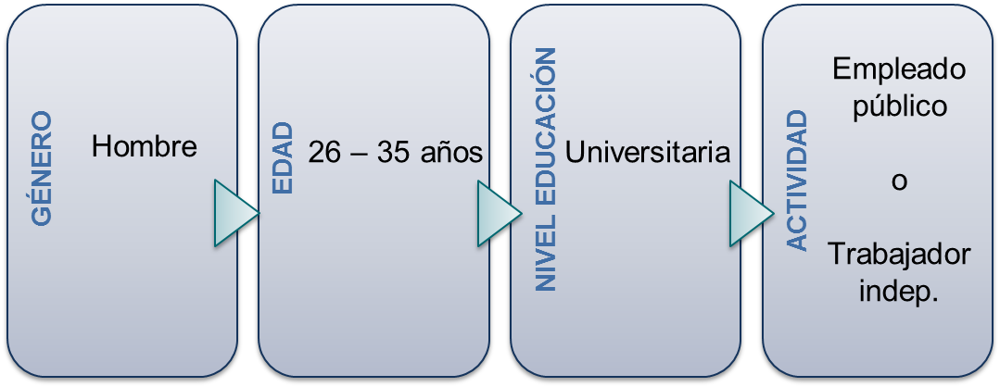 GÉNERO
Hombre
EDAD
26 – 35 años
NIVEL EDUCACIÓN
Universitaria
ACTIVIDAD
Empleado
público
o
Trabajador
indep.